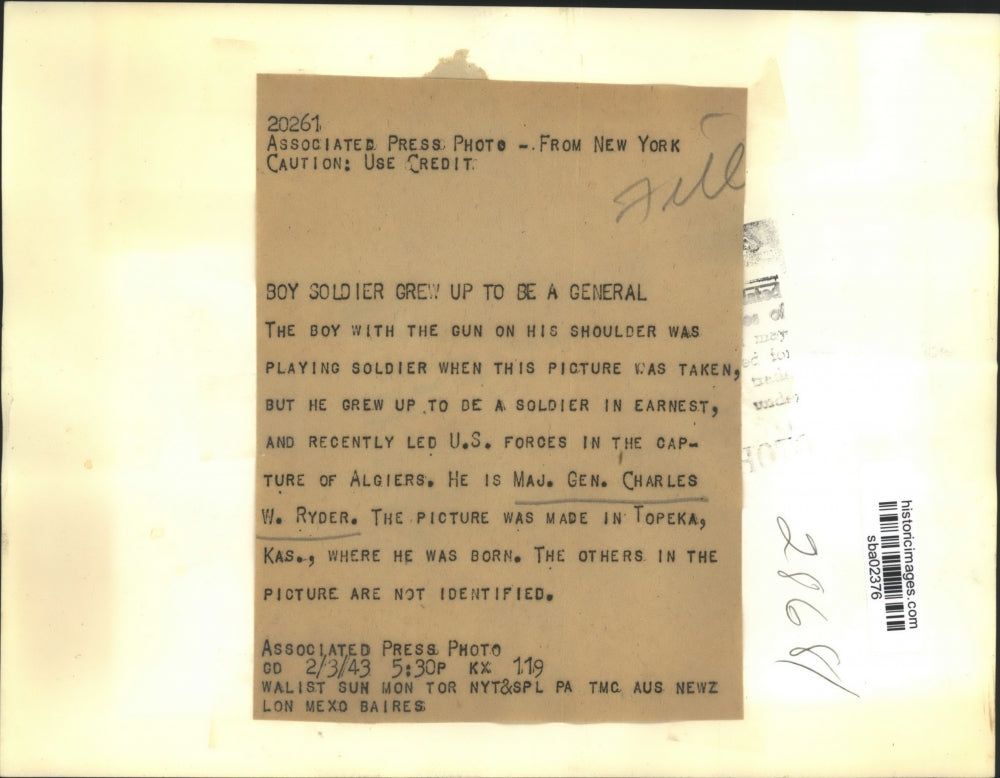 20261
ASSOCIATED PRESS PHOTO - FROM NEW YORK
CAUTION: USE CREDIT
File
BOY SOLDIER GREW UP TO BE A GENERAL
THE BOY WITH THE GUN ON HIS SHOULDER WAS
PLAYING SOLDIER WHEN THIS PICTURE WAS TAKEN,
BUT HE GREW UP TO BE A SOLDIER IN EARNEST,
AND RECENTLY LED U.S. FORCES IN THE CAP-
TURE OF ALGIERS. HE IS MAJ. GEN. CHARLES
W. RYDER. THE PICTURE WAS MADE IN TOPEKA,
KAS., WHERE HE WAS BORN. THE OTHERS IN THE
PICTURE ARE NOT IDENTIFIED.
ASSOCIATED PRESS PHOTO
CD 2/3/43 5:30P KX 119
WALIST SUN MON TOR NYT&SPL PA TMC AUS NEWZ
LON MEXO BAIRES
of
may
historicimages.com
sba02376